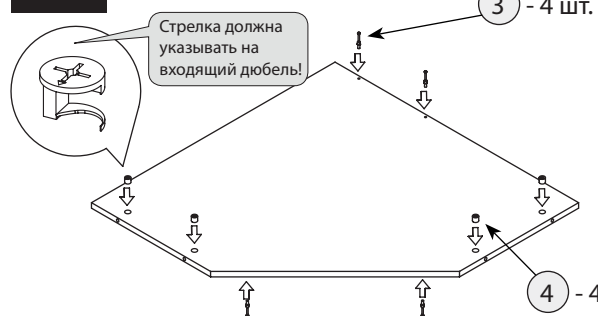 3 - 4 шт.
Стрелка должна
указывать на
входящий дюбель!
4 - 4